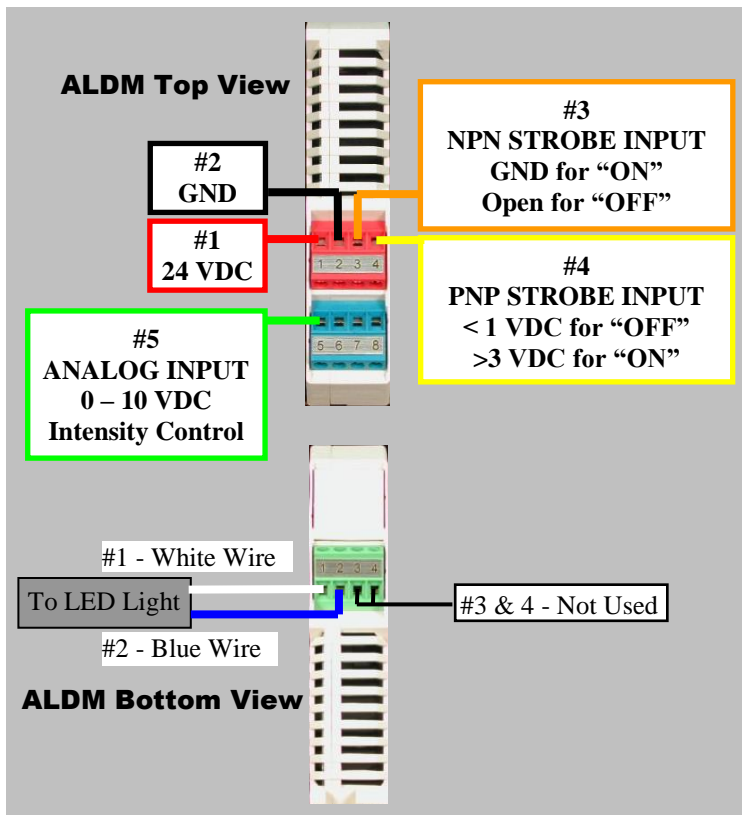 ALDM Top View
#3
NPN STROBE INPUT
GND for “ON”
Open for “OFF”
#2
GND
#1
24 VDC
#4
PNP STROBE INPUT
< 1 VDC for “OFF”
>3 VDC for “ON”
1 2 3 4
5 6 7 8
#5
ANALOG INPUT
0 – 10 VDC
Intensity Control
#1 - White Wire
1 2 3 4
To LED Light
#3 & 4 - Not Used
#2 - Blue Wire
ALDM Bottom View